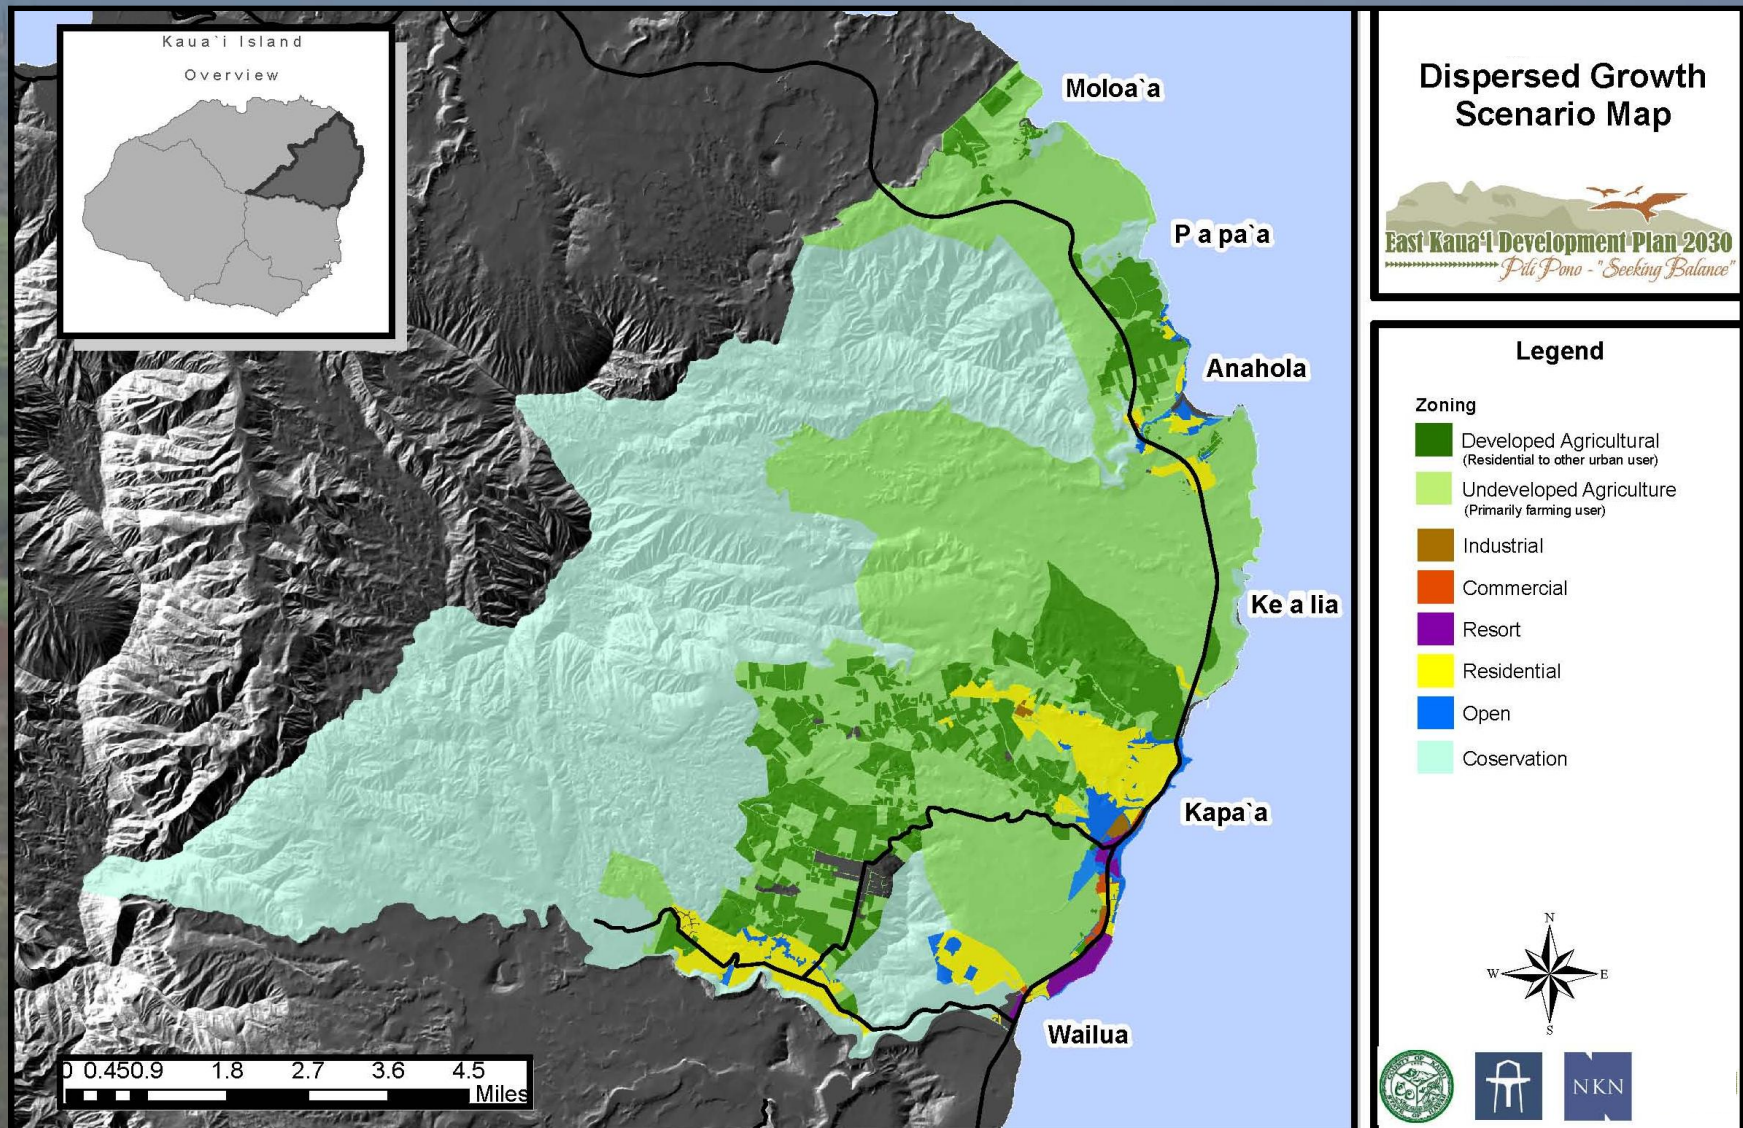 Kaua`i Island
Overview
Moloa`a
P a pa`a
Anahola
Ke a lia
Kapa`a
Wailua
0 0.450.9 1.8 2.7 3.6 4.5
Miles
Dispersed Growth
Scenario Map
East Kaua‘i Development Plan 2030
Pili Pono - "Seeking Balance"
Legend
Zoning
Developed Agricultural
(Residential to other urban user)
Undeveloped Agriculture
(Primarily farming user)
Industrial
Commercial
Resort
Residential
Open
Coservation
N
W E
S
NKN